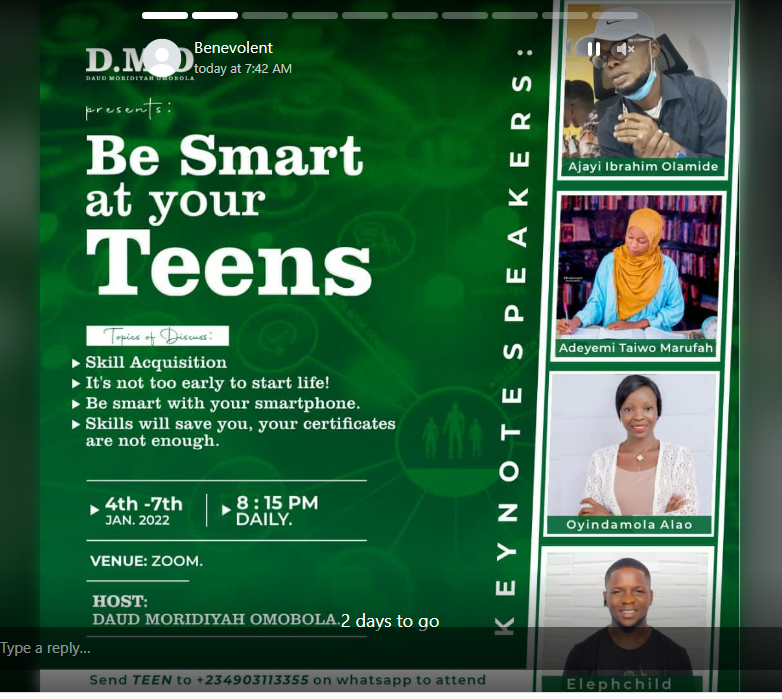 Benevolent
today at 7:42 AM
DAUD MORIDIYAH OMOBOLA
presents:
Be Smart
at your
Teens
Topics of Discuss:
Skill Acquisition
It's not too early to start life!
Be smart with your smartphone.
Skills will save you, your certificates
are not enough.
4th -7th
JAN. 2022
8 : 15 PM
DAILY.
VENUE: ZOOM.
HOST:
DAUD MORIDIYAH OMOBOLA.
2 days to go
Type a reply...
Send TEEN to +234903113355 on whatsapp to attend
KEYNOTE SPEAKERS:
Ajayi Ibrahim Olamide
Adeyemi Taiwo Marufah
Oyindamola Alao
Elephchild